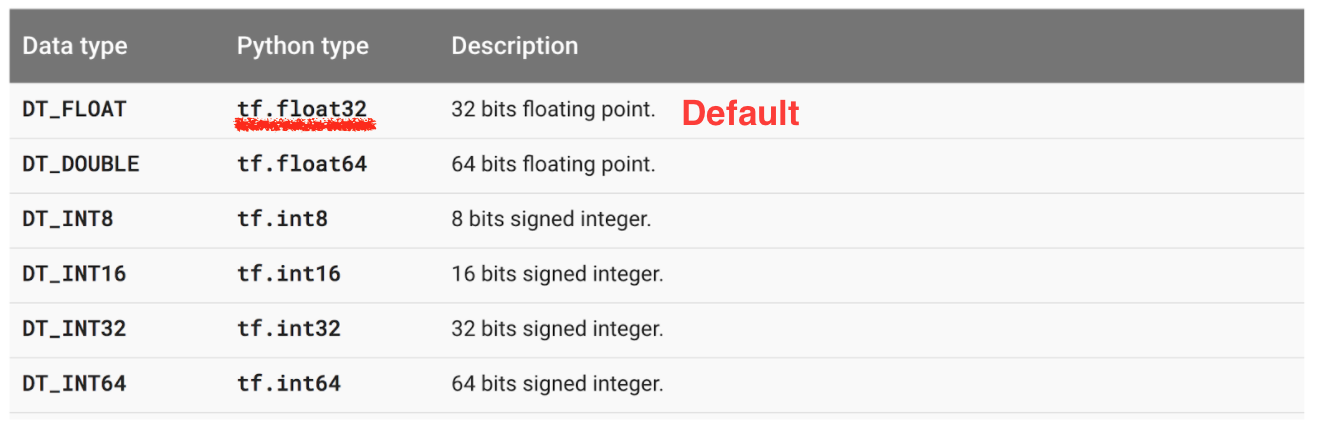 Data type Python type Description
DT_FLOAT tf.float32 32 bits floating point. Default
DT_DOUBLE tf.float64 64 bits floating point.
DT_INT8 tf.int8 8 bits signed integer.
DT_INT16 tf.int16 16 bits signed integer.
DT_INT32 tf.int32 32 bits signed integer.
DT_INT64 tf.int64 64 bits signed integer.